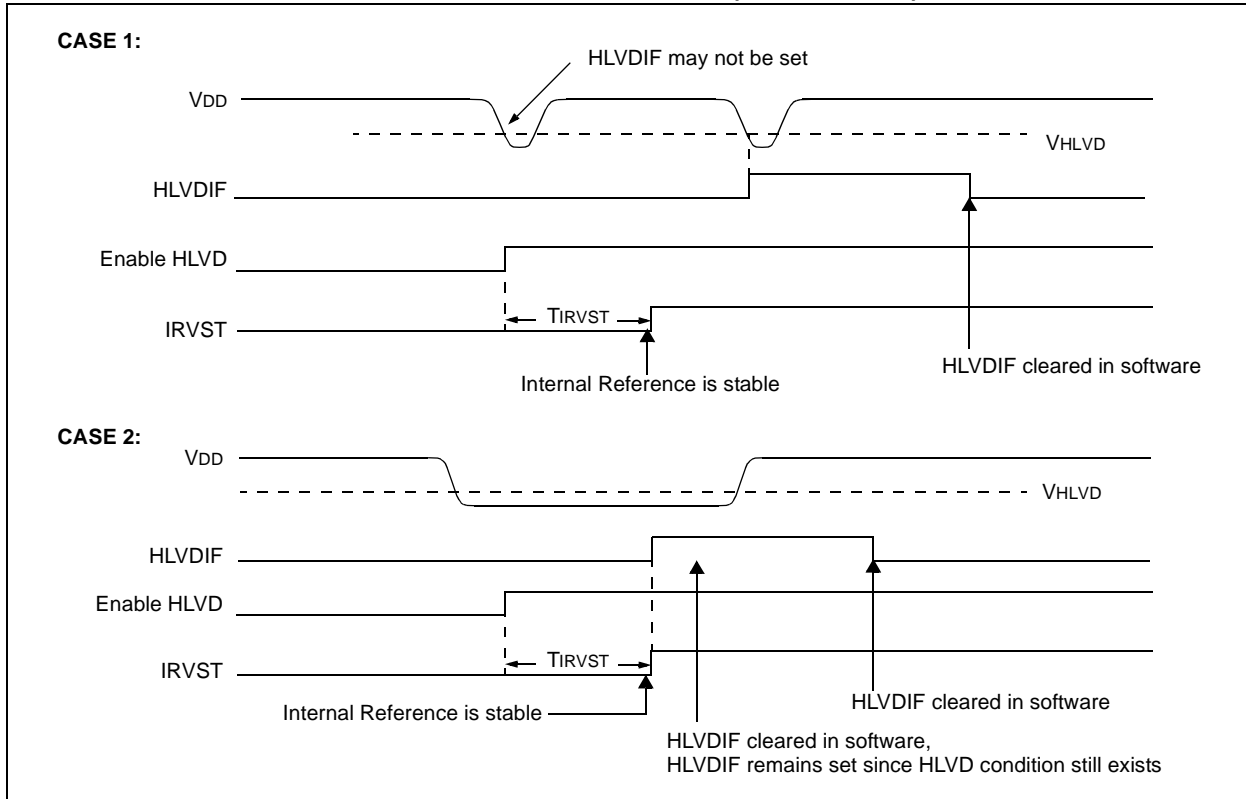 CASE 1:
HLVDIF may not be set
VDD
VHLVD
HLVDIF
Enable HLVD
TIRVST
IRVST
Internal Reference is stable
HLVDIF cleared in software
CASE 2:
VDD
VHLVD
HLVDIF
Enable HLVD
TIRVST
IRVST
Internal Reference is stable
HLVDIF cleared in software
HLVDIF cleared in software,
HLVDIF remains set since HLVD condition still exists